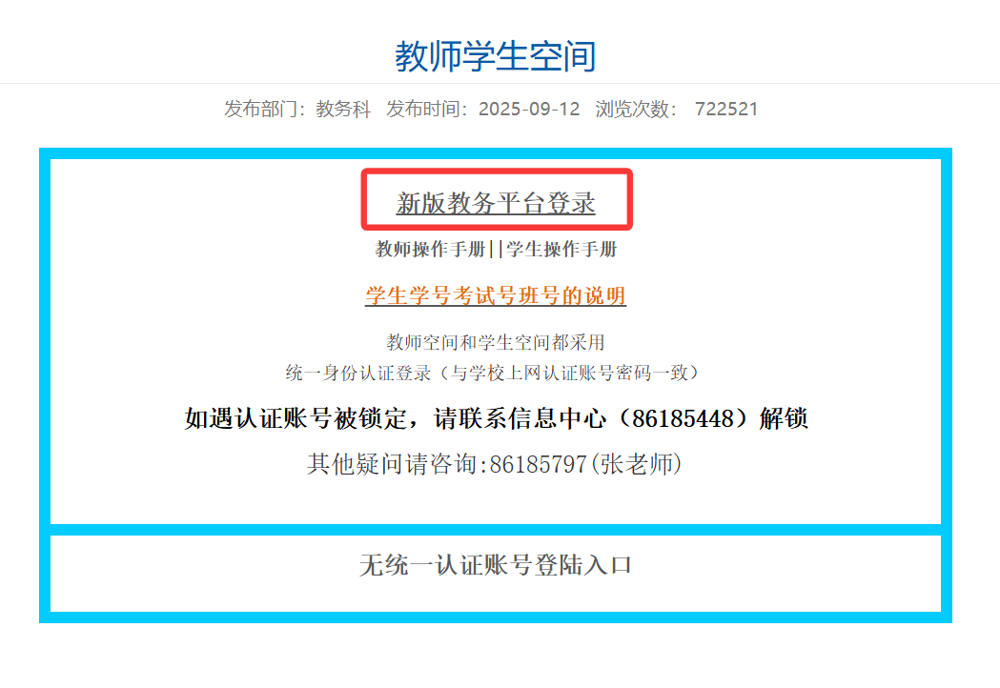 教师学生空间
发布部门：教务科 发布时间：2025-09-12 浏览次数： 722521
新版教务平台登录
教师操作手册||学生操作手册
学生学号考试号班号的说明
教师空间和学生空间都采用
统一身份认证登录（与学校上网认证账号密码一致）
如遇认证账号被锁定，请联系信息中心（86185448）解锁
其他疑问请咨询:86185797(张老师)
无统一认证账号登陆入口